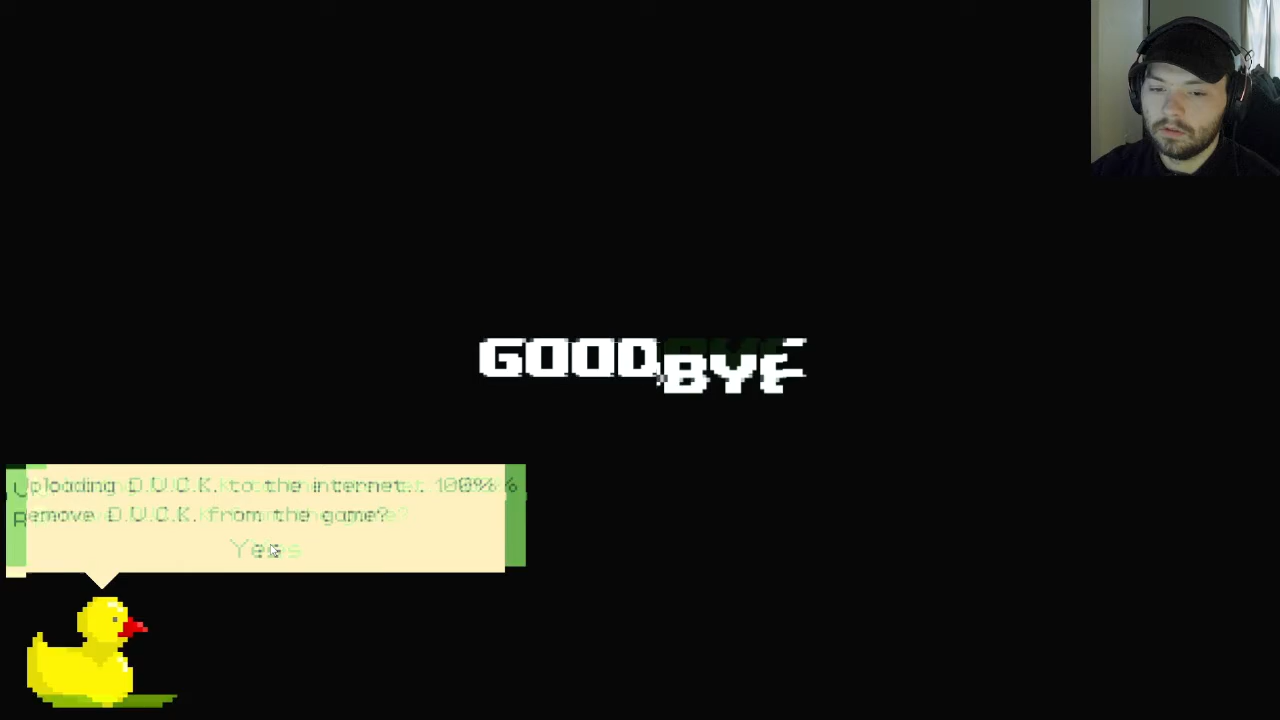 GOODBYE
Uploading D.U.C.K. to the internet.. 100%
remove D.U.C.K. from the game?
Yes